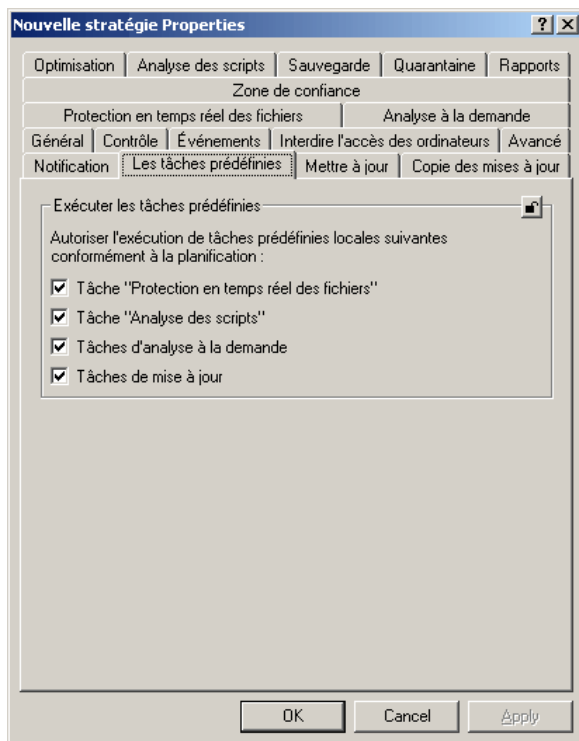 Nouvelle stratégie Properties
Optimisation Analyse des scripts Sauvegarde Quarantaine Rapports
Zone de confiance
Protection en temps réel des fichiers Analyse à la demande
Général Contrôle Événements Interdire l'accès des ordinateurs Avancé
Notification Les tâches prédéfinies Mettre à jour Copie des mises à jour
Exécuter les tâches prédéfinies
Autoriser l'exécution de tâches prédéfinies locales suivantes
conformément à la planification :
Tâche "Protection en temps réel des fichiers"
Tâche "Analyse des scripts"
Tâches d'analyse à la demande
Tâches de mise à jour
OK Cancel Apply